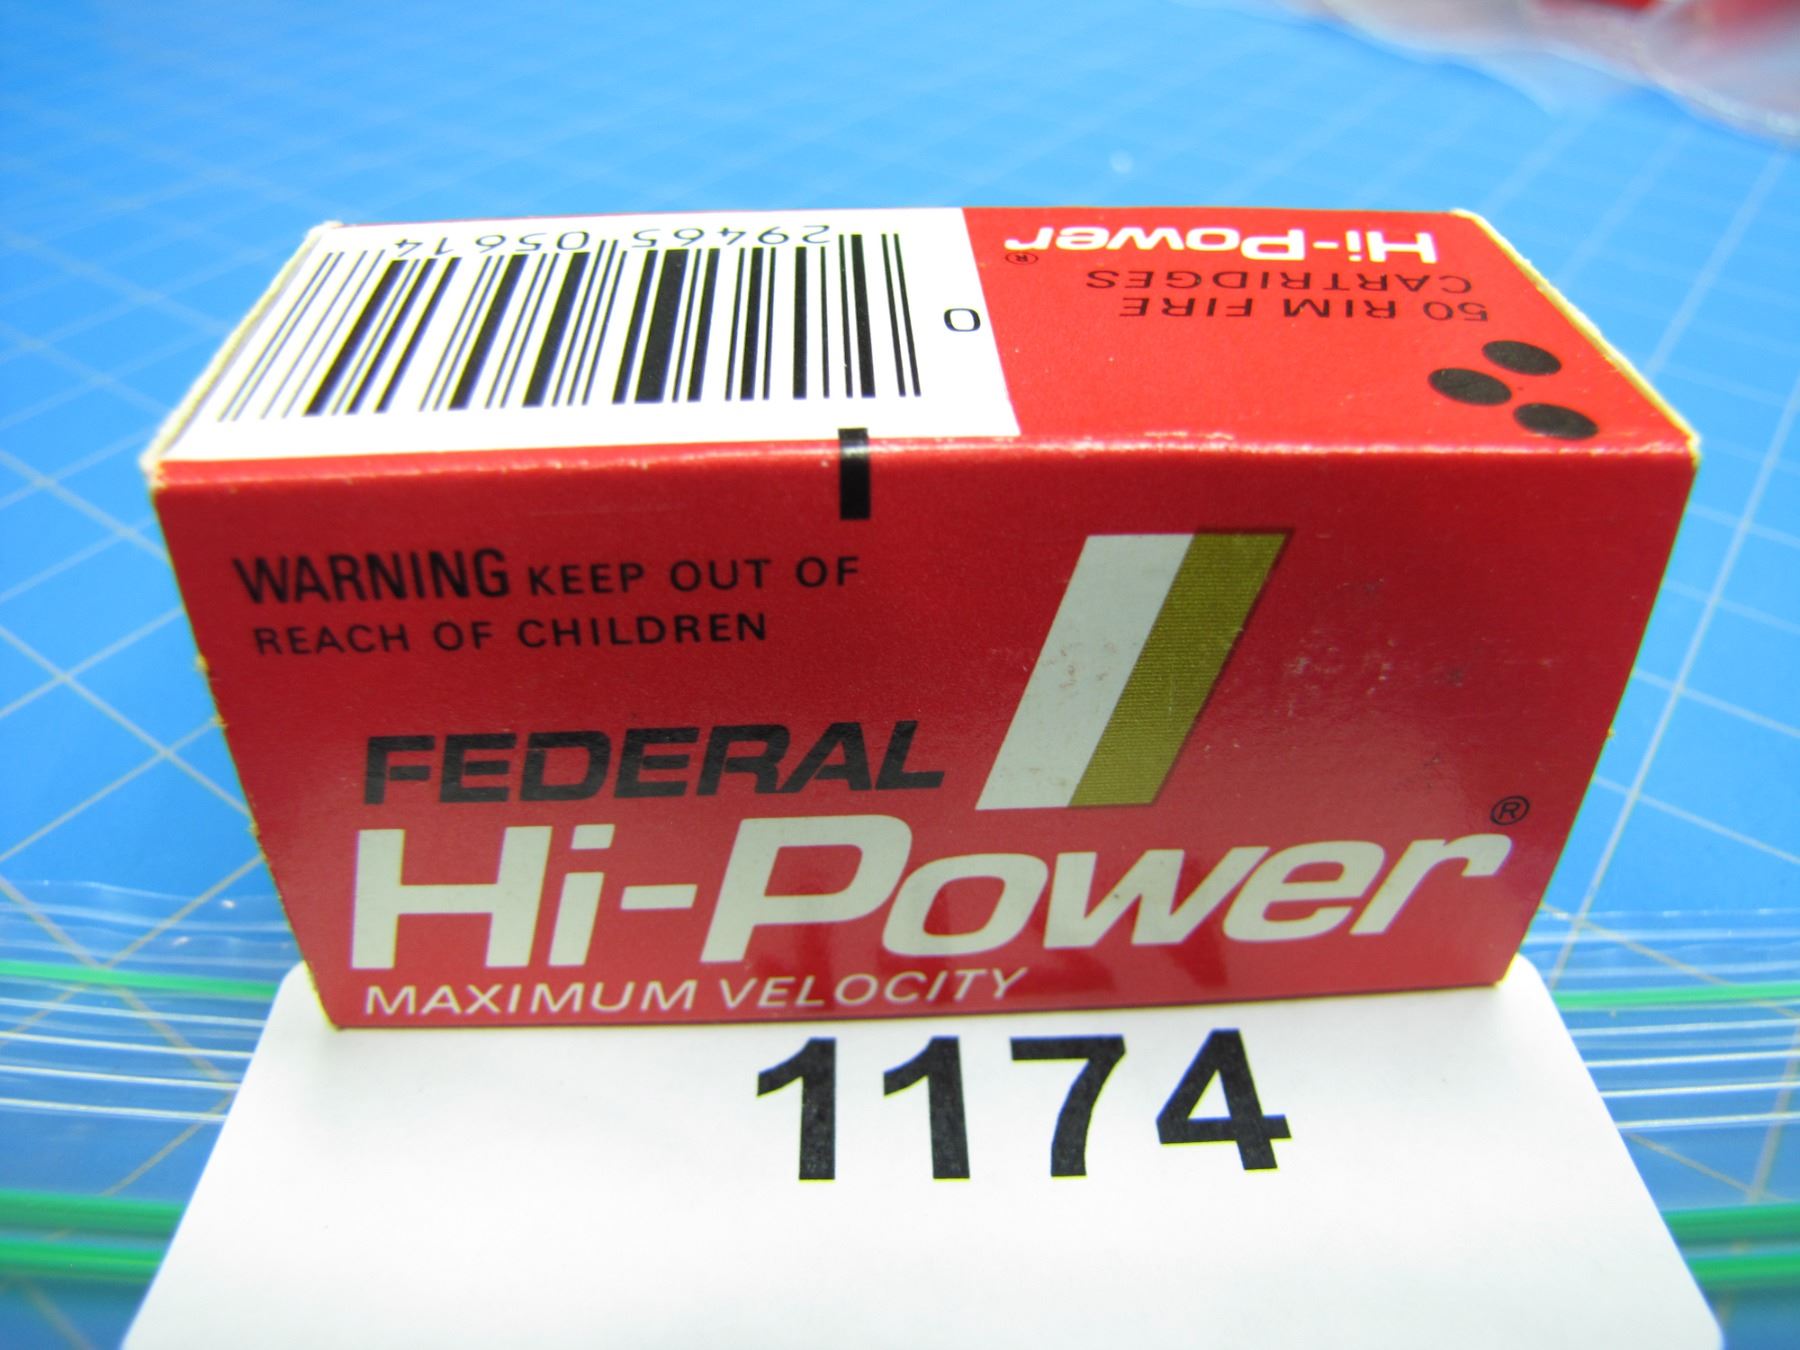 29465 05614
0
Hi-Power®
50 RIM FIRE
CARTRIDGES
WARNING KEEP OUT OF
REACH OF CHILDREN
FEDERAL
Hi-Power®
MAXIMUM VELOCITY
1174